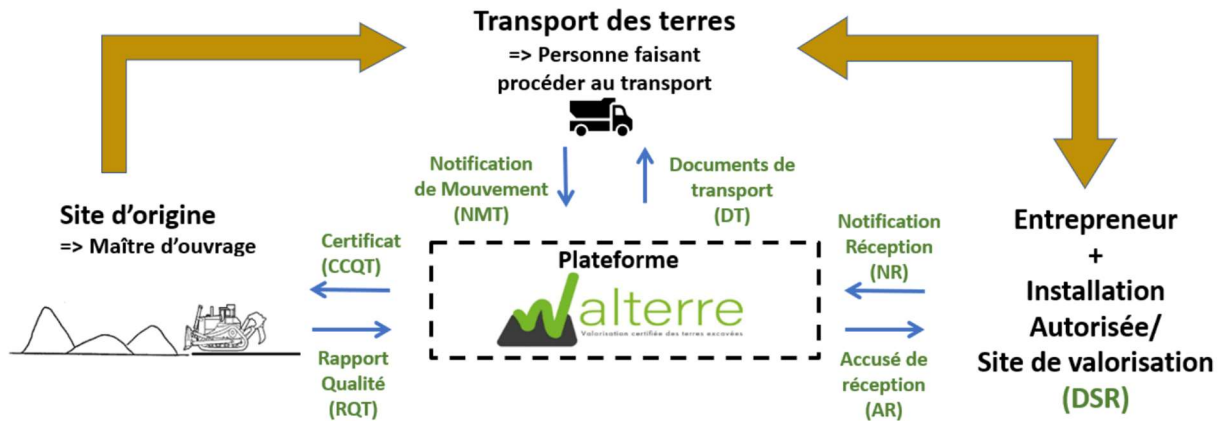 Transport des terres
=> Personne faisant
procéder au transport
Notification
de Mouvement
(NMT)
Documents de
transport
(DT)
Site d’origine
=> Maître d’ouvrage
Certificat
(CCQT)
Rapport
Qualité
(RQT)
Plateforme
Walterre
Valorisation certifiée des terres excavées
Notification
Réception
(NR)
Accusé de
réception
(AR)
Entrepreneur
+
Installation
Autorisée/
Site de valorisation
(DSR)